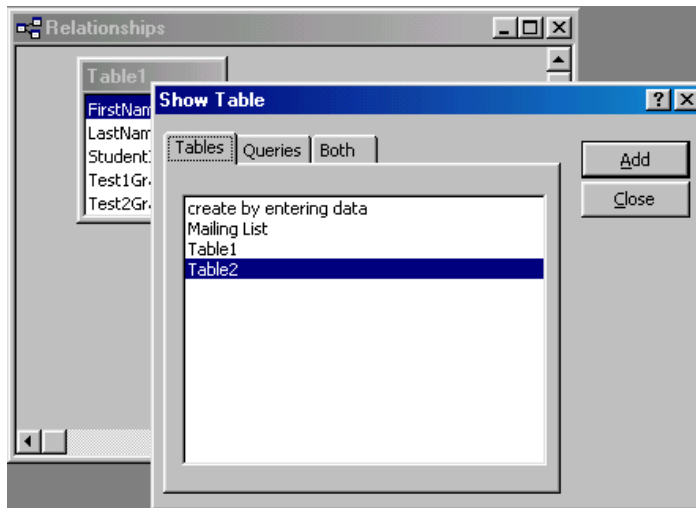 Relationships
Table1
FirstNam
LastNam
Test1Gr
Test2Gr
Show Table
Tables
Queries
Both
create by entering data
Mailing List
Table1
Table2
Add
Close